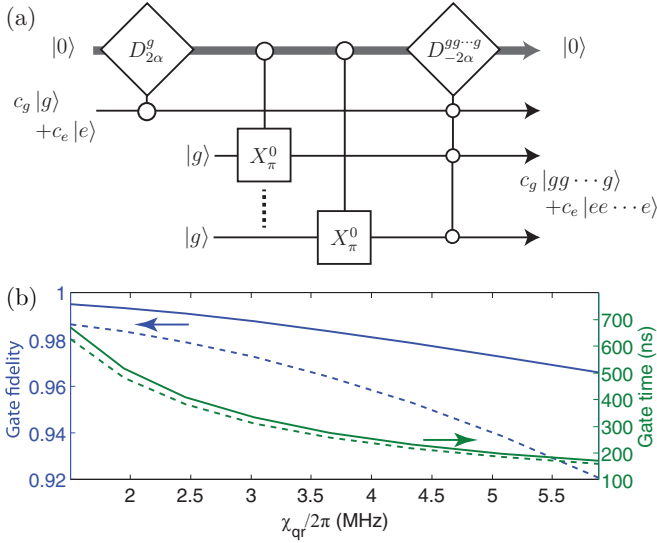 (a)
|0⟩ D^g_{2α} D^{gg···g}_{-2α} |0⟩
c_g |g⟩
+c_e |e⟩
|g⟩ X^0_π
c_g |gg···g⟩
+c_e |ee···e⟩
|g⟩ X^0_π
(b)
Gate fidelity
1
0.98
0.96
0.94
0.92
700
600
500
400
300
200
100
Gate time (ns)
2 2.5 3 3.5 4 4.5 5 5.5
χ_qr/2π (MHz)